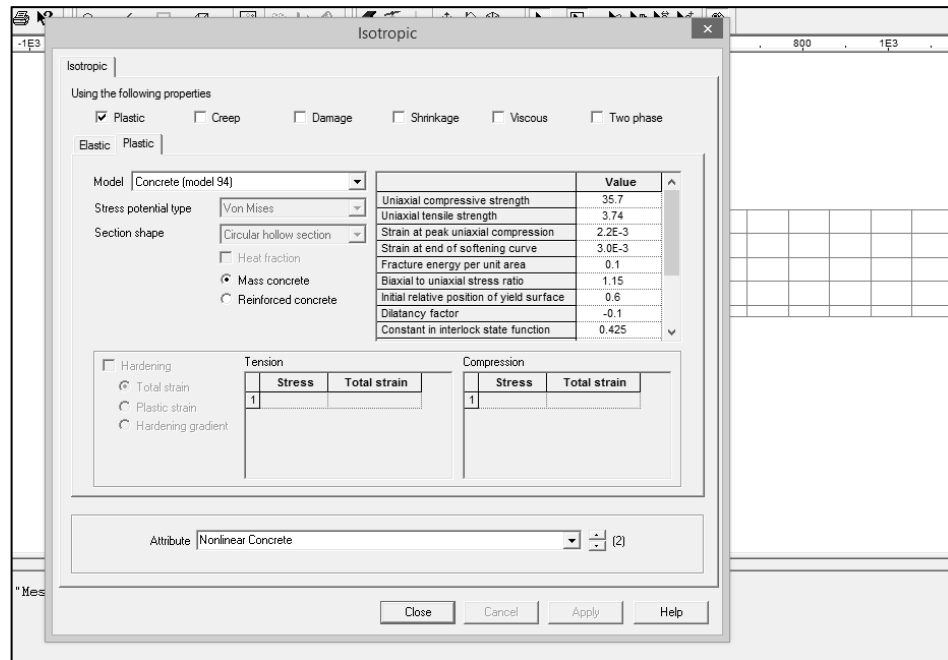 Isotropic
-1E3 800 1E3
Isotropic
Using the following properties
Plastic Creep Damage Shrinkage Viscous Two phase
Elastic Plastic
Model Concrete (model 94)
Stress potential type Von Mises
Section shape Circular hollow section
Heat fraction
Mass concrete
Reinforced concrete
Value
Uniaxial compressive strength 35.7
Uniaxial tensile strength 3.74
Strain at peak uniaxial compression 2.2E-3
Strain at end of softening curve 3.0E-3
Fracture energy per unit area 0.1
Biaxial to uniaxial stress ratio 1.15
Initial relative position of yield surface 0.6
Dilatancy factor -0.1
Constant in interlock state function 0.425
Hardening
Total strain
Plastic strain
Hardening gradient
Tension
Stress Total strain
1
Compression
Stress Total strain
1
Attribute Nonlinear Concrete (2)
"Mes
Close Cancel Apply Help